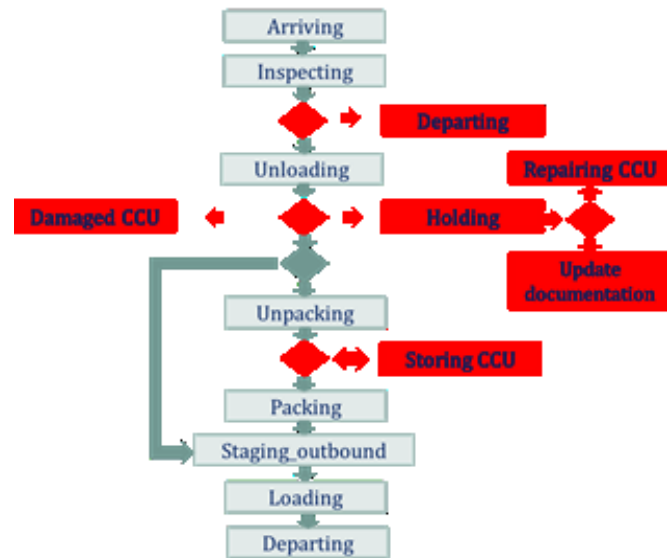 Arriving
Inspecting
Departing
Unloading
Repairing CCU
Damaged CCU
Holding
Update
documentation
Unpacking
Storing CCU
Packing
Staging_outbound
Loading
Departing